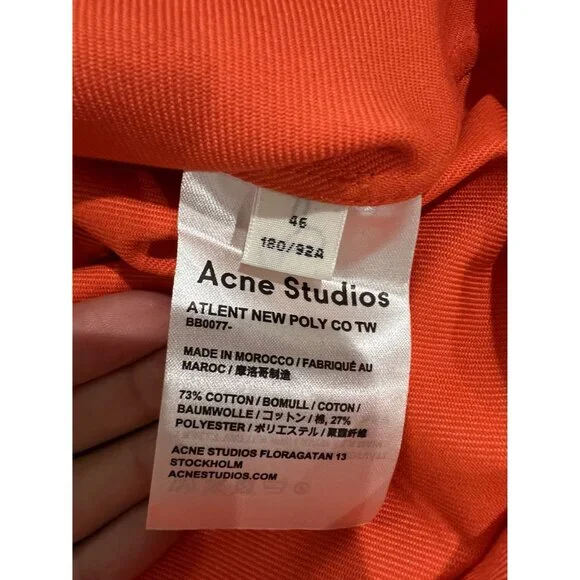 46
180/92A
Acne Studios
ATLENT NEW POLY CO TW
BB0077-
MADE IN MOROCCO / FABRIQUÉ AU
MAROC / 摩洛哥制造
73% COTTON / BOMULL / COTON /
BAUMWOLLE / コットン / 棉, 27%
POLYESTER / ポリエステル / 聚酯纤维
ACNE STUDIOS FLORAGATAN 13
STOCKHOLM
ACNESTUDIOS.COM